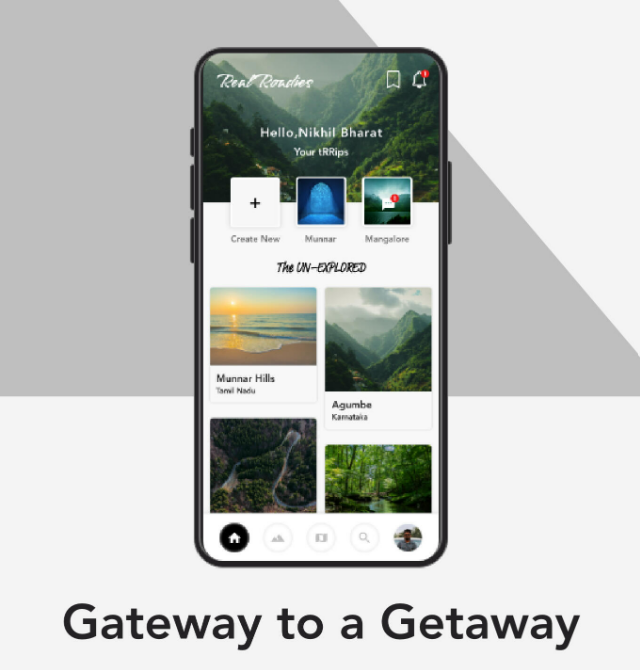 Real Roadies
1
Hello,Nikhil Bharat
Your tRRips
+
1
Create New
Munnar
Mangalore
The UN-EXPLORED
Munnar Hills
Tamil Nadu
Agumbe
Karnataka
Gateway to a Getaway